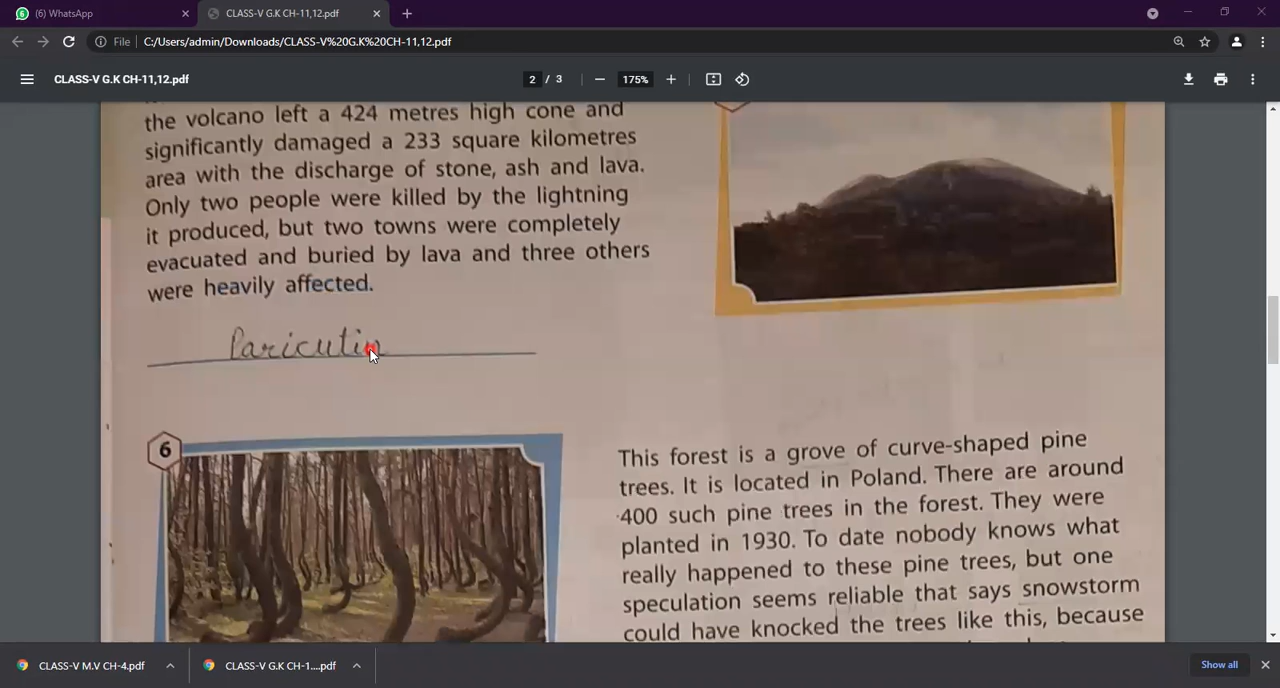 (6) WhatsApp
CLASS-V G.K CH-11,12.pdf
File
C:/Users/admin/Downloads/CLASS-V%20G.K%20CH-11,12.pdf
CLASS-V G.K CH-11,12.pdf
2 / 3
175%
the volcano left a 424 metres high cone and
significantly damaged a 233 square kilometres
area with the discharge of stone, ash and lava.
Only two people were killed by the lightning
it produced, but two towns were completely
evacuated and buried by lava and three others
were heavily affected.
Paricutin
6
This forest is a grove of curve-shaped pine
trees. It is located in Poland. There are around
400 such pine trees in the forest. They were
planted in 1930. To date nobody knows what
really happened to these pine trees, but one
speculation seems reliable that says snowstorm
could have knocked the trees like this, because
CLASS-V M.V CH-4.pdf
CLASS-V G.K CH-1....pdf
Show all